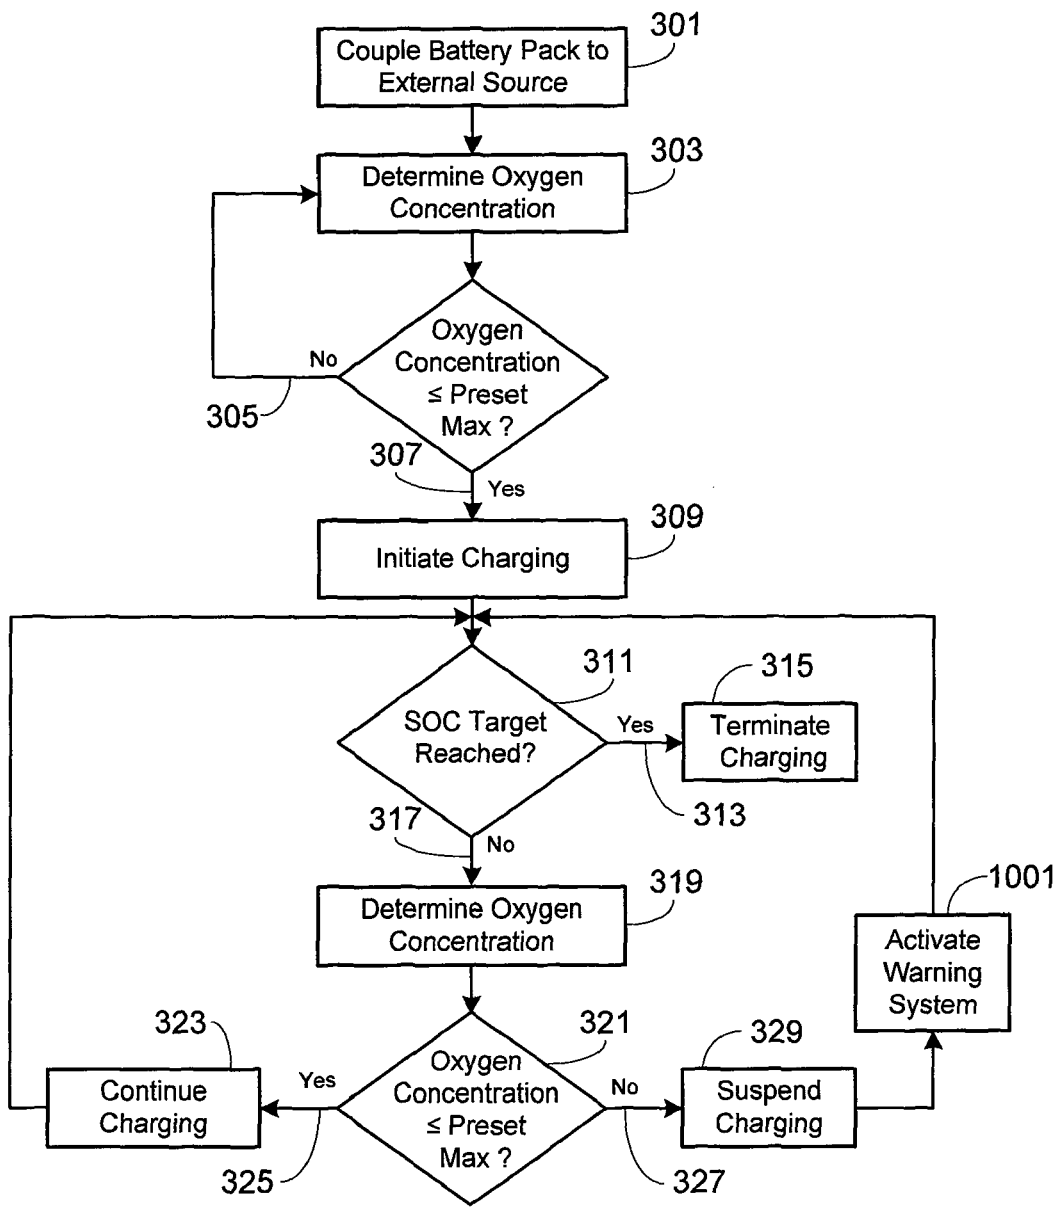 301
Couple Battery Pack to
External Source
303
Determine Oxygen
Concentration
Oxygen
Concentration
≤ Preset
Max ?
No
305
307
Yes
309
Initiate Charging
311
SOC Target
Reached?
Yes
313
315
Terminate
Charging
317
No
319
Determine Oxygen
Concentration
1001
Activate
Warning
System
321
Oxygen
Concentration
≤ Preset
Max ?
323
Continue
Charging
Yes
325
No
327
329
Suspend
Charging